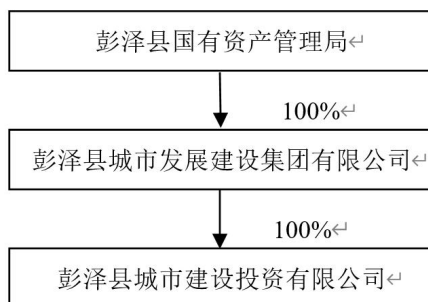 彭泽县国有资产管理局↵
100%↵
彭泽县城市发展建设集团有限公司↵
100%↵
彭泽县城市建设投资有限公司↵